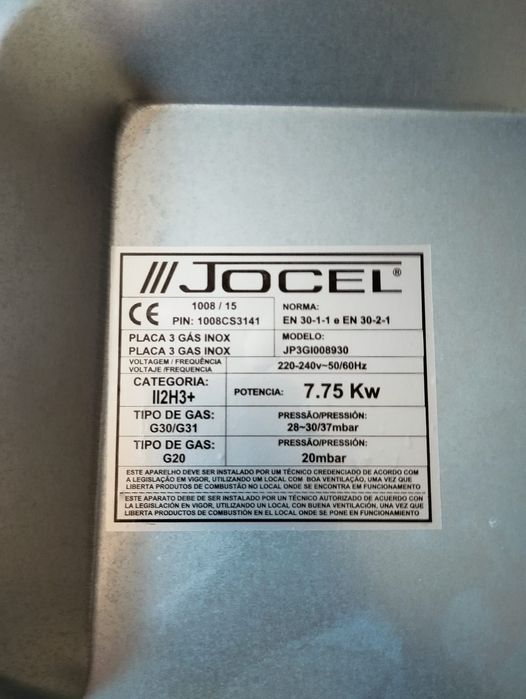 JOCEL®
CE
1008 / 15
PIN: 1008CS3141
NORMA:
EN 30-1-1 e EN 30-2-1
PLACA 3 GÁS INOX
PLACA 3 GAS INOX
MODELO:
JP3GI008930
VOLTAGEM / FREQUÊNCIA
VOLTAJE/ FRECUENCIA
220-240v~50/60Hz
CATEGORIA:
II2H3+
POTENCIA: 7.75 Kw
TIPO DE GAS:
G30/G31
PRESSÃO/PRESSIÓN:
28~30/37mbar
TIPO DE GAS:
G20
PRESSÃO/PRESSIÓN:
20mbar
ESTE APARELHO DEVE SER INSTALADO POR UM TÉCNICO CREDENCIADO DE ACORDO COM
A LEGISLAÇÃO EM VIGOR, UTILIZANDO UM LOCAL COM BOA VENTILAÇÃO, UMA VEZ QUE
LIBERTA PRODUTOS DE COMBUSTÃO NO LOCAL ONDE SE ENCONTRA EM FUNCIONAMENTO
ESTE APARATO DEBE DE SER INSTALADO POR UM TÉCNICO AUTORIZADO DE ACUERDO CON
LA LEGISLACIÓN EN VIGOR, UTILIZANDO UN LOCAL CON BUENA VENTILACIÓN, UNA VEZ QUE
LIBERTA PRODUCTOS DE COMBUSTIÓN EN EL LOCAL ONDE SE PONE EN FUNCIONAMENTO